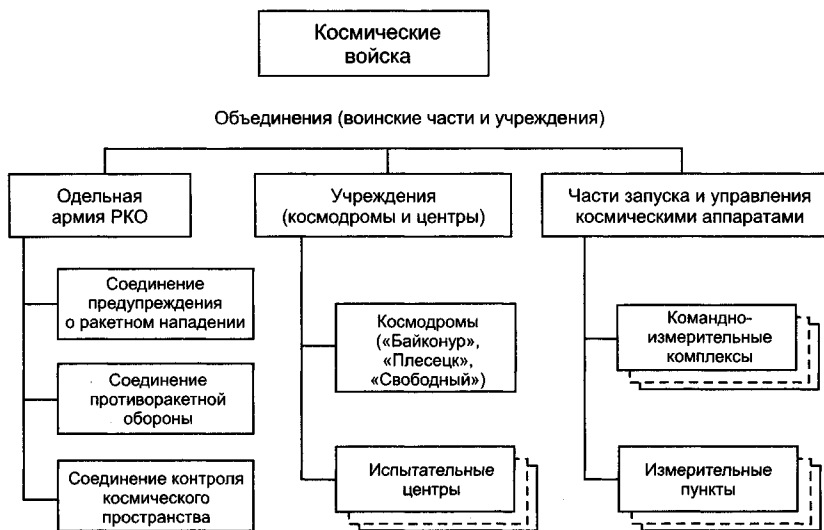 Космические
войска
Объединения (воинские части и учреждения)
Одельная
армия РКО
Учреждения
(космодромы и центры)
Части запуска и управления
космическими аппаратами
Соединение
предупреждения
о ракетном нападении
Соединение
противоракетной
обороны
Соединение контроля
космического
пространства
Космодромы
(«Байконур»,
«Плесецк»,
«Свободный»)
Испытательные
центры
Командно-
измерительные
комплексы
Измерительные
пункты